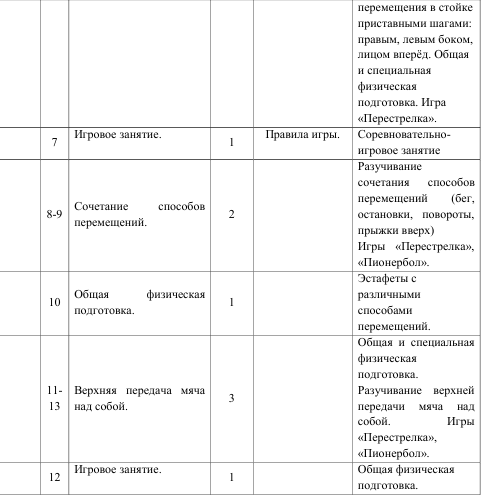 перемещения в стойке
приставными шагами:
правым, левым боком,
лицом вперёд. Общая
и специальная
физическая
подготовка. Игра
«Перестрелка».
7 Игровое занятие. 1 Правила игры. Соревновательно-
игровое занятие
8-9 Сочетание способов
перемещений. 2 Разучивание
сочетания способов
перемещений (бег,
остановки, повороты,
прыжки вверх)
Игры «Перестрелка»,
«Пионербол».
10 Общая физическая
подготовка. 1 Эстафеты с
различными
способами
перемещений.
11-
13 Верхняя передача мяча
над собой. 3 Общая и специальная
физическая
подготовка.
Разучивание верхней
передачи мяча над
собой. Игры
«Перестрелка»,
«Пионербол».
12 Игровое занятие. 1 Общая физическая
подготовка.